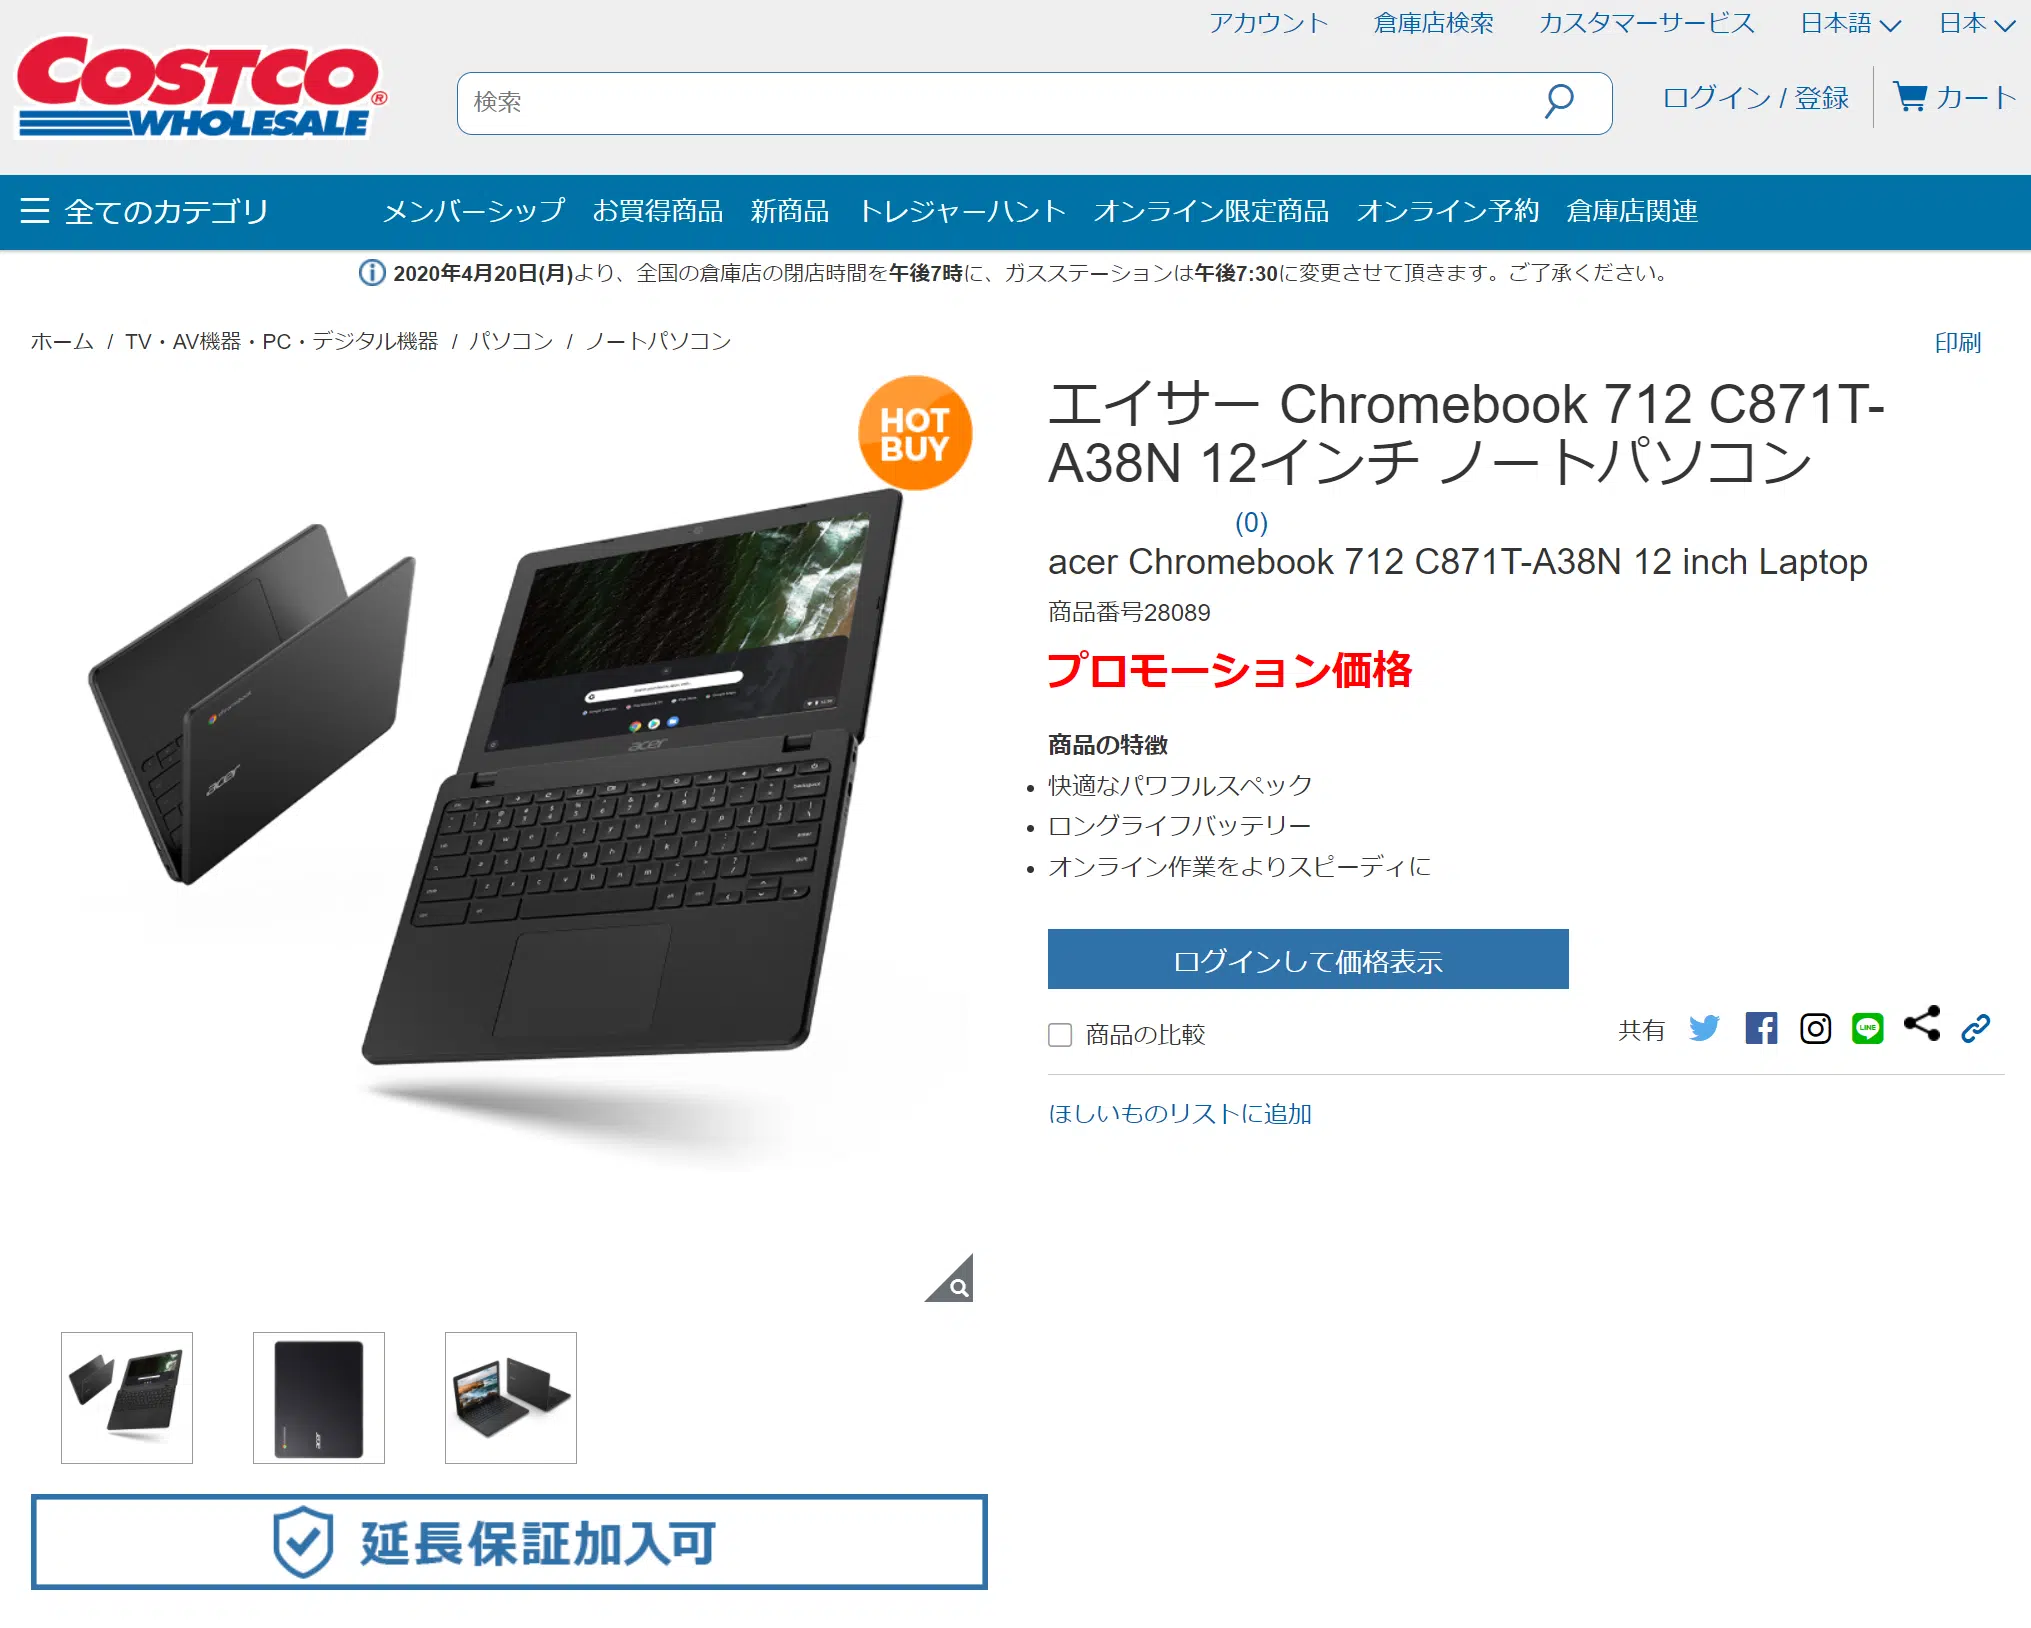 アカウント 倉庫店検索 カスタマーサービス 日本語 日本
COSTCO®
WHOLESALE
検索
ログイン / 登録 カート
全てのカテゴリ メンバーシップ お買得商品 新商品 トレジャーハント オンライン限定商品 オンライン予約 倉庫店関連
2020年4月20日(月)より、全国の倉庫店の閉店時間を午後7時に、ガスステーションは午後7:30に変更させて頂きます。ご了承ください。
ホーム / TV・AV機器・PC・デジタル機器 / パソコン / ノートパソコン
印刷
HOT
BUY
エイサー Chromebook 712 C871T-
A38N 12インチ ノートパソコン
(0)
acer Chromebook 712 C871T-A38N 12 inch Laptop
商品番号28089
プロモーション価格
商品の特徴
快適なパワフルスペック
ロングライフバッテリー
オンライン作業をよりスピーディに
ログインして価格表示
商品の比較
共有
LINE
ほしいものリストに追加
chromebook
acer
acer
acer
延長保証加入可